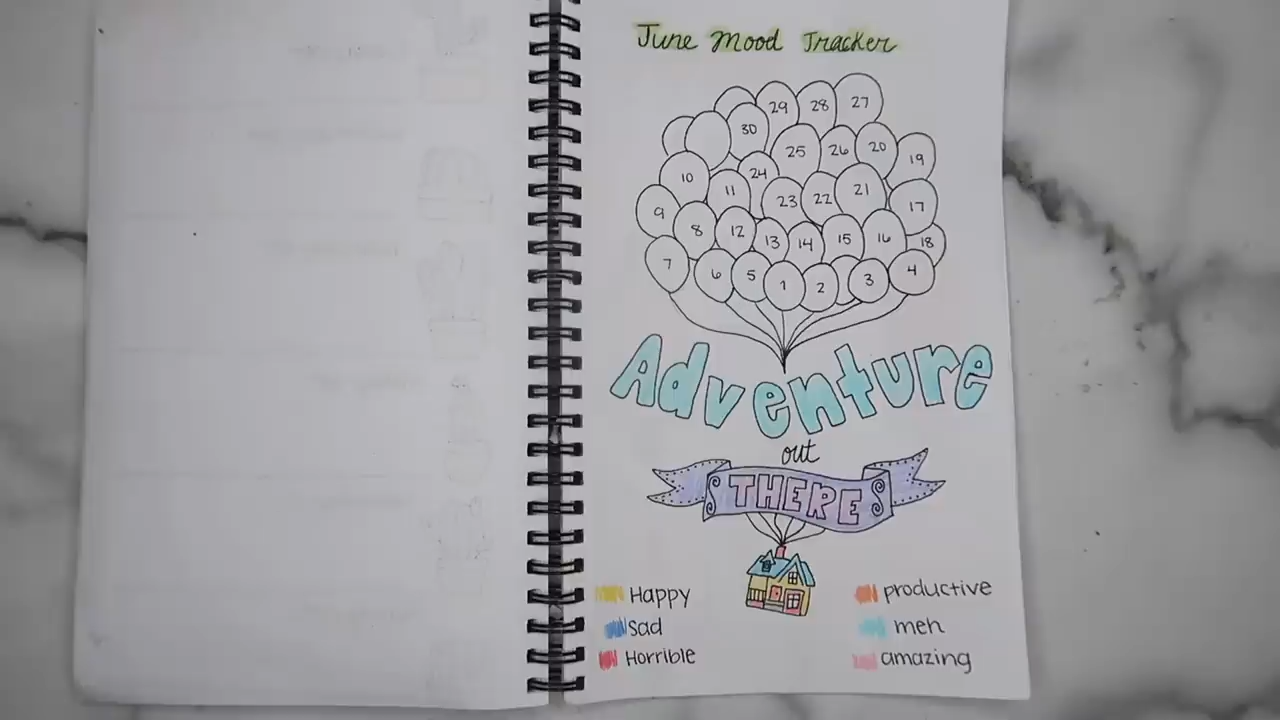 June Mood Tracker
29 28 27
30
25 26 20 19
10 11 24
23 22 21 17
9 8 12 13 14 15 16 18
7 6 5 1 2 3 4
Adventure
out
THERE
Happy productive
Sad meh
Horrible amazing